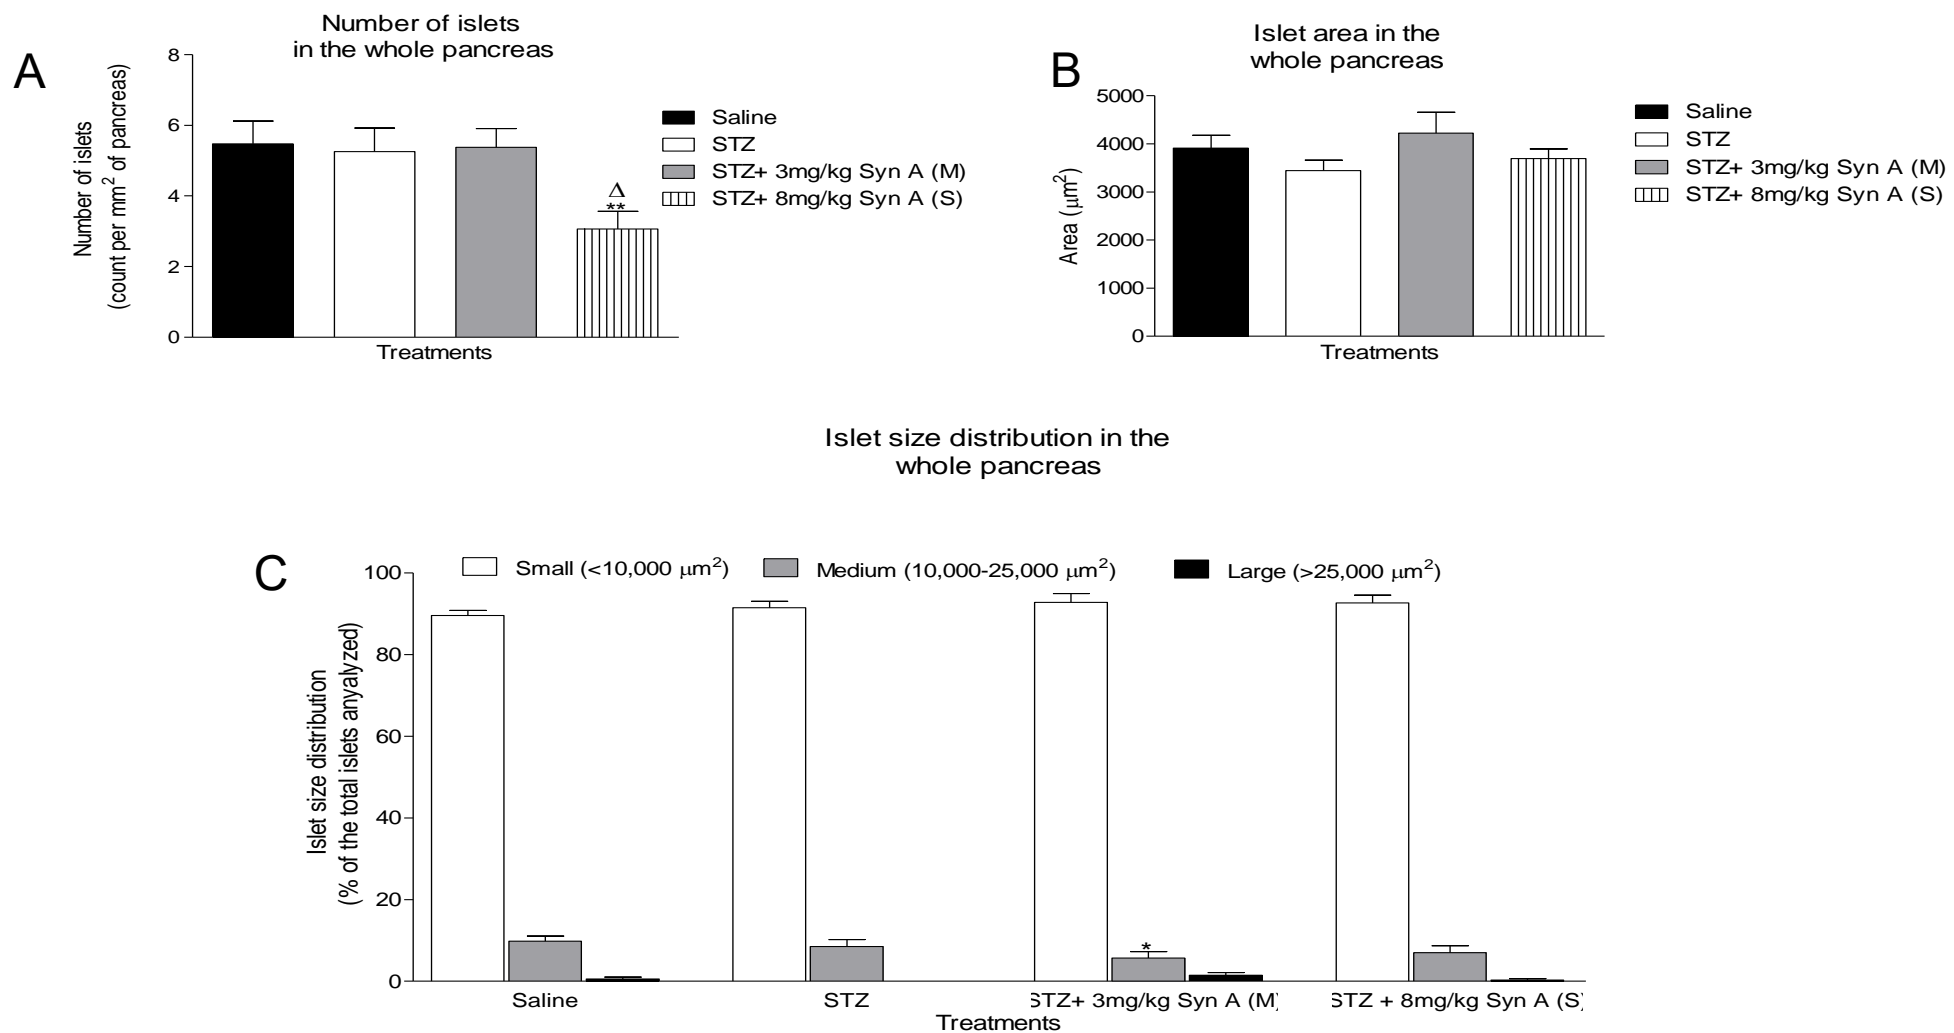 A
Number of islets
in the whole pancreas
Number of islets
(count per mm² of pancreas)
8
6
4
2
0
Δ
**
Treatments
Saline
STZ
STZ+ 3mg/kg Syn A (M)
STZ+ 8mg/kg Syn A (S)
B
Islet area in the
whole pancreas
Area (μm²)
5000
4000
3000
2000
1000
0
Treatments
Saline
STZ
STZ+ 3mg/kg Syn A (M)
STZ+ 8mg/kg Syn A (S)
Islet size distribution in the
whole pancreas
C
Small (<10,000 μm²)
Medium (10,000-25,000 μm²)
Large (>25,000 μm²)
Islet size distribution
(% of the total islets anyalyzed)
100
80
60
40
20
0
*
Saline
STZ
STZ+ 3mg/kg Syn A (M)
STZ + 8mg/kg Syn A (S)
Treatments